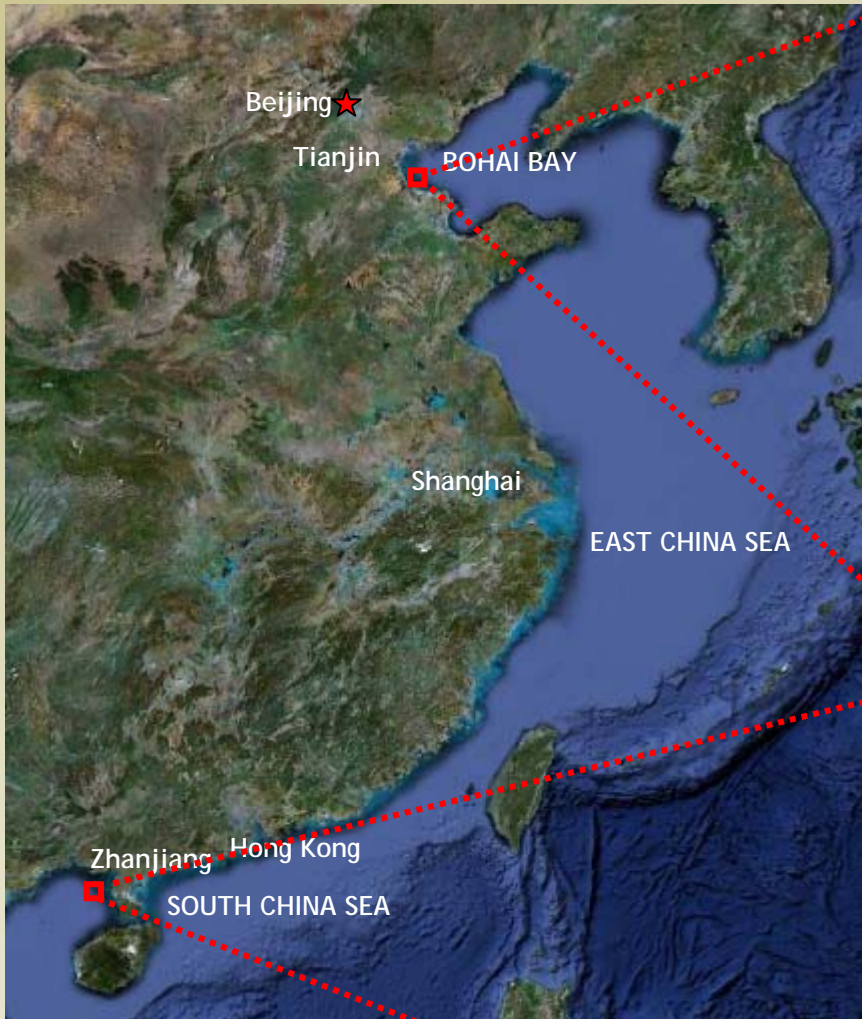 Beijing
Tianjin
BOHAI BAY
Shanghai
EAST CHINA SEA
Hong Kong
Zhanjiang
SOUTH CHINA SEA